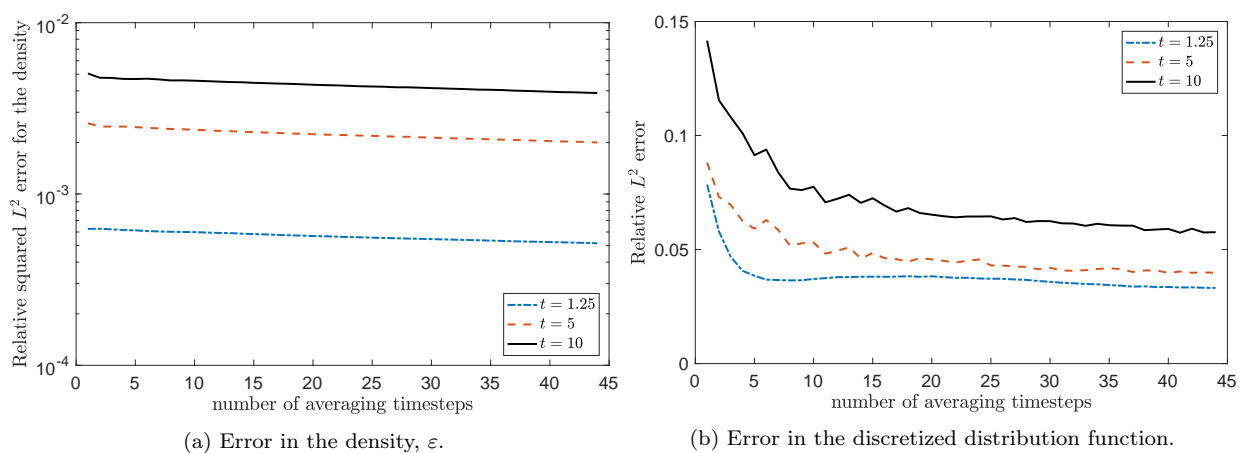 Relative squared L² error for the density
10⁻²
10⁻³
10⁻⁴
0 5 10 15 20 25 30 35 40 45
number of averaging timesteps
t = 1.25
t = 5
t = 10
(a) Error in the density, ε.
Relative L² error
0.15
0.1
0.05
0
0 5 10 15 20 25 30 35 40 45
number of averaging timesteps
t = 1.25
t = 5
t = 10
(b) Error in the discretized distribution function.